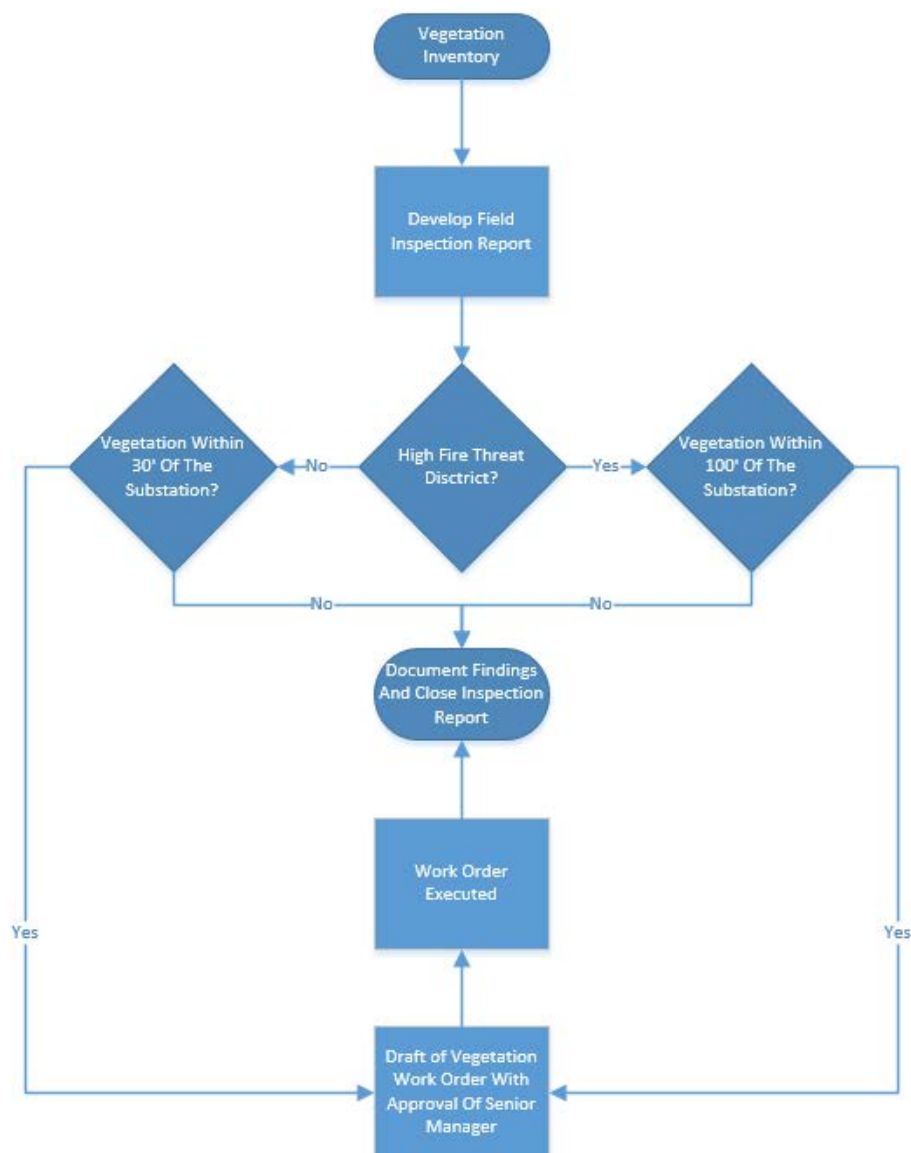 Vegetation
Inventory
Develop Field
Inspection Report
Vegetation Within
30' Of The
Substation?
No
High Fire Threat
Disctrict?
Yes
Vegetation Within
100' Of The
Substation?
No
No
Document Findings
And Close Inspection
Report
Work Order
Executed
Yes
Yes
Draft of Vegetation
Work Order With
Approval Of Senior
Manager